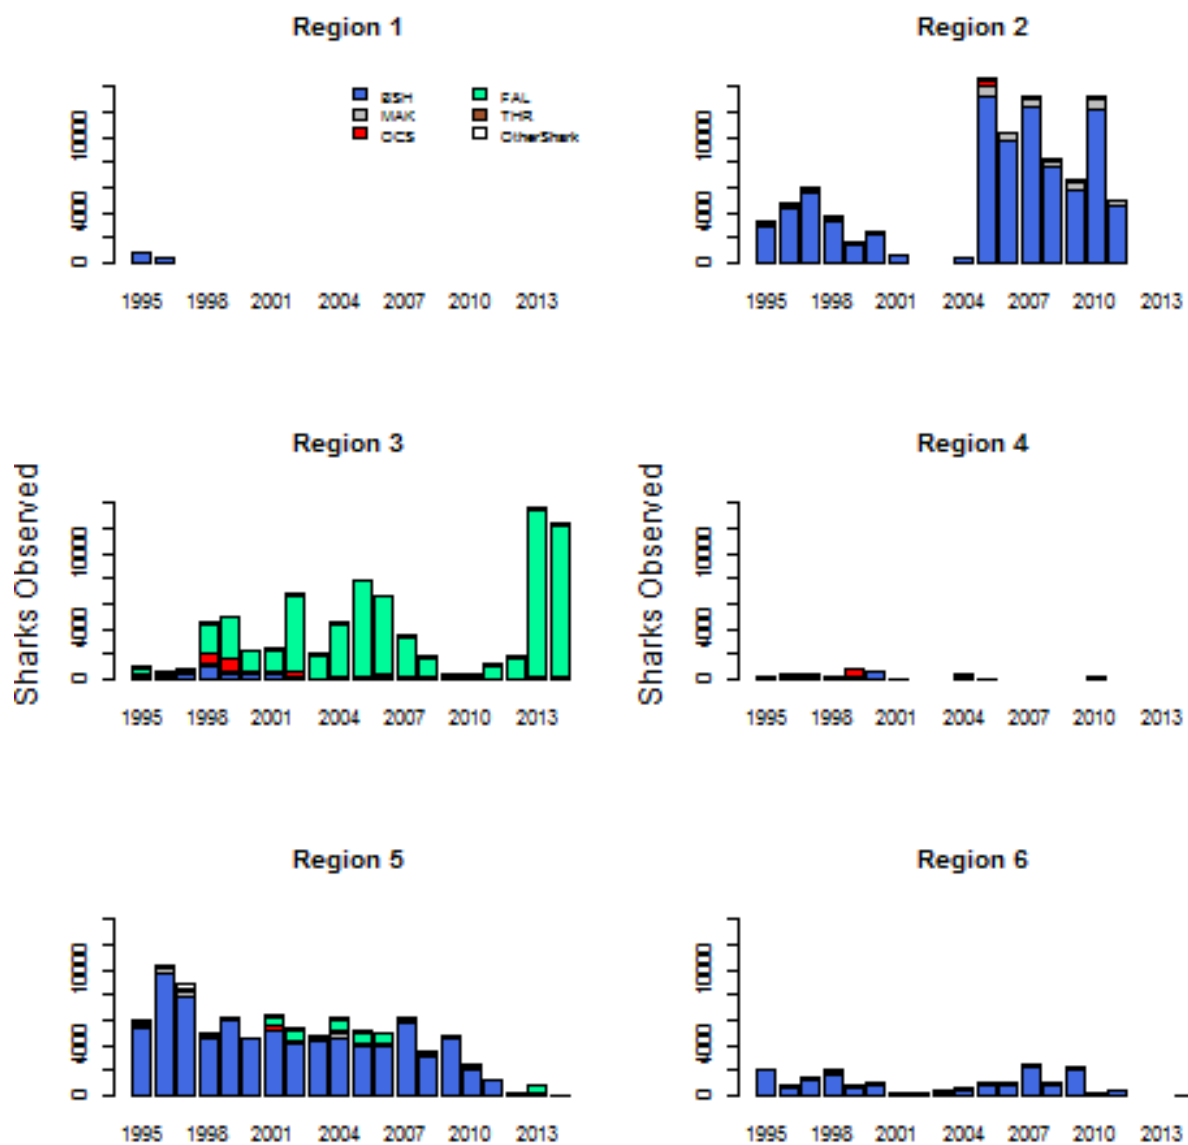 Region 1
BSH FAL
MAK THR
OCS OtherShark
0 4000 10000
1995 1998 2001 2004 2007 2010 2013
Region 2
0 4000 10000
1995 1998 2001 2004 2007 2010 2013
Region 3
Sharks Observed
0 4000 10000
1995 1998 2001 2004 2007 2010 2013
Region 4
Sharks Observed
0 4000 10000
1995 1998 2001 2004 2007 2010 2013
Region 5
0 4000 10000
1995 1998 2001 2004 2007 2010 2013
Region 6
0 4000 10000
1995 1998 2001 2004 2007 2010 2013